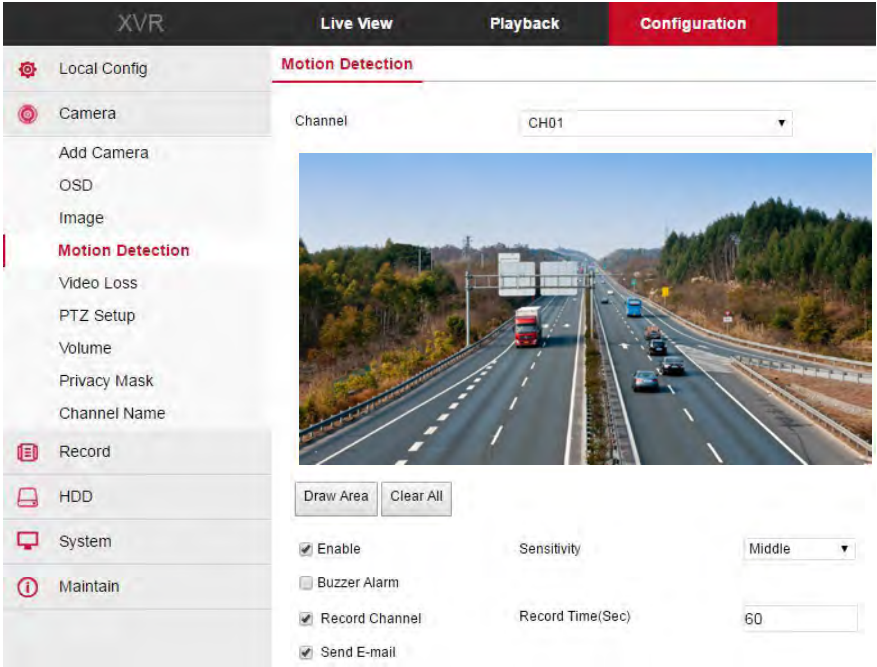 XVR
Live View
Playback
Configuration
Local Config
Camera
Add Camera
OSD
Image
Motion Detection
Video Loss
PTZ Setup
Volume
Privacy Mask
Channel Name
Record
HDD
System
Maintain
Motion Detection
Channel
CH01
Draw Area
Clear All
Enable
Sensitivity
Middle
Buzzer Alarm
Record Channel
Record Time(Sec)
60
Send E-mail